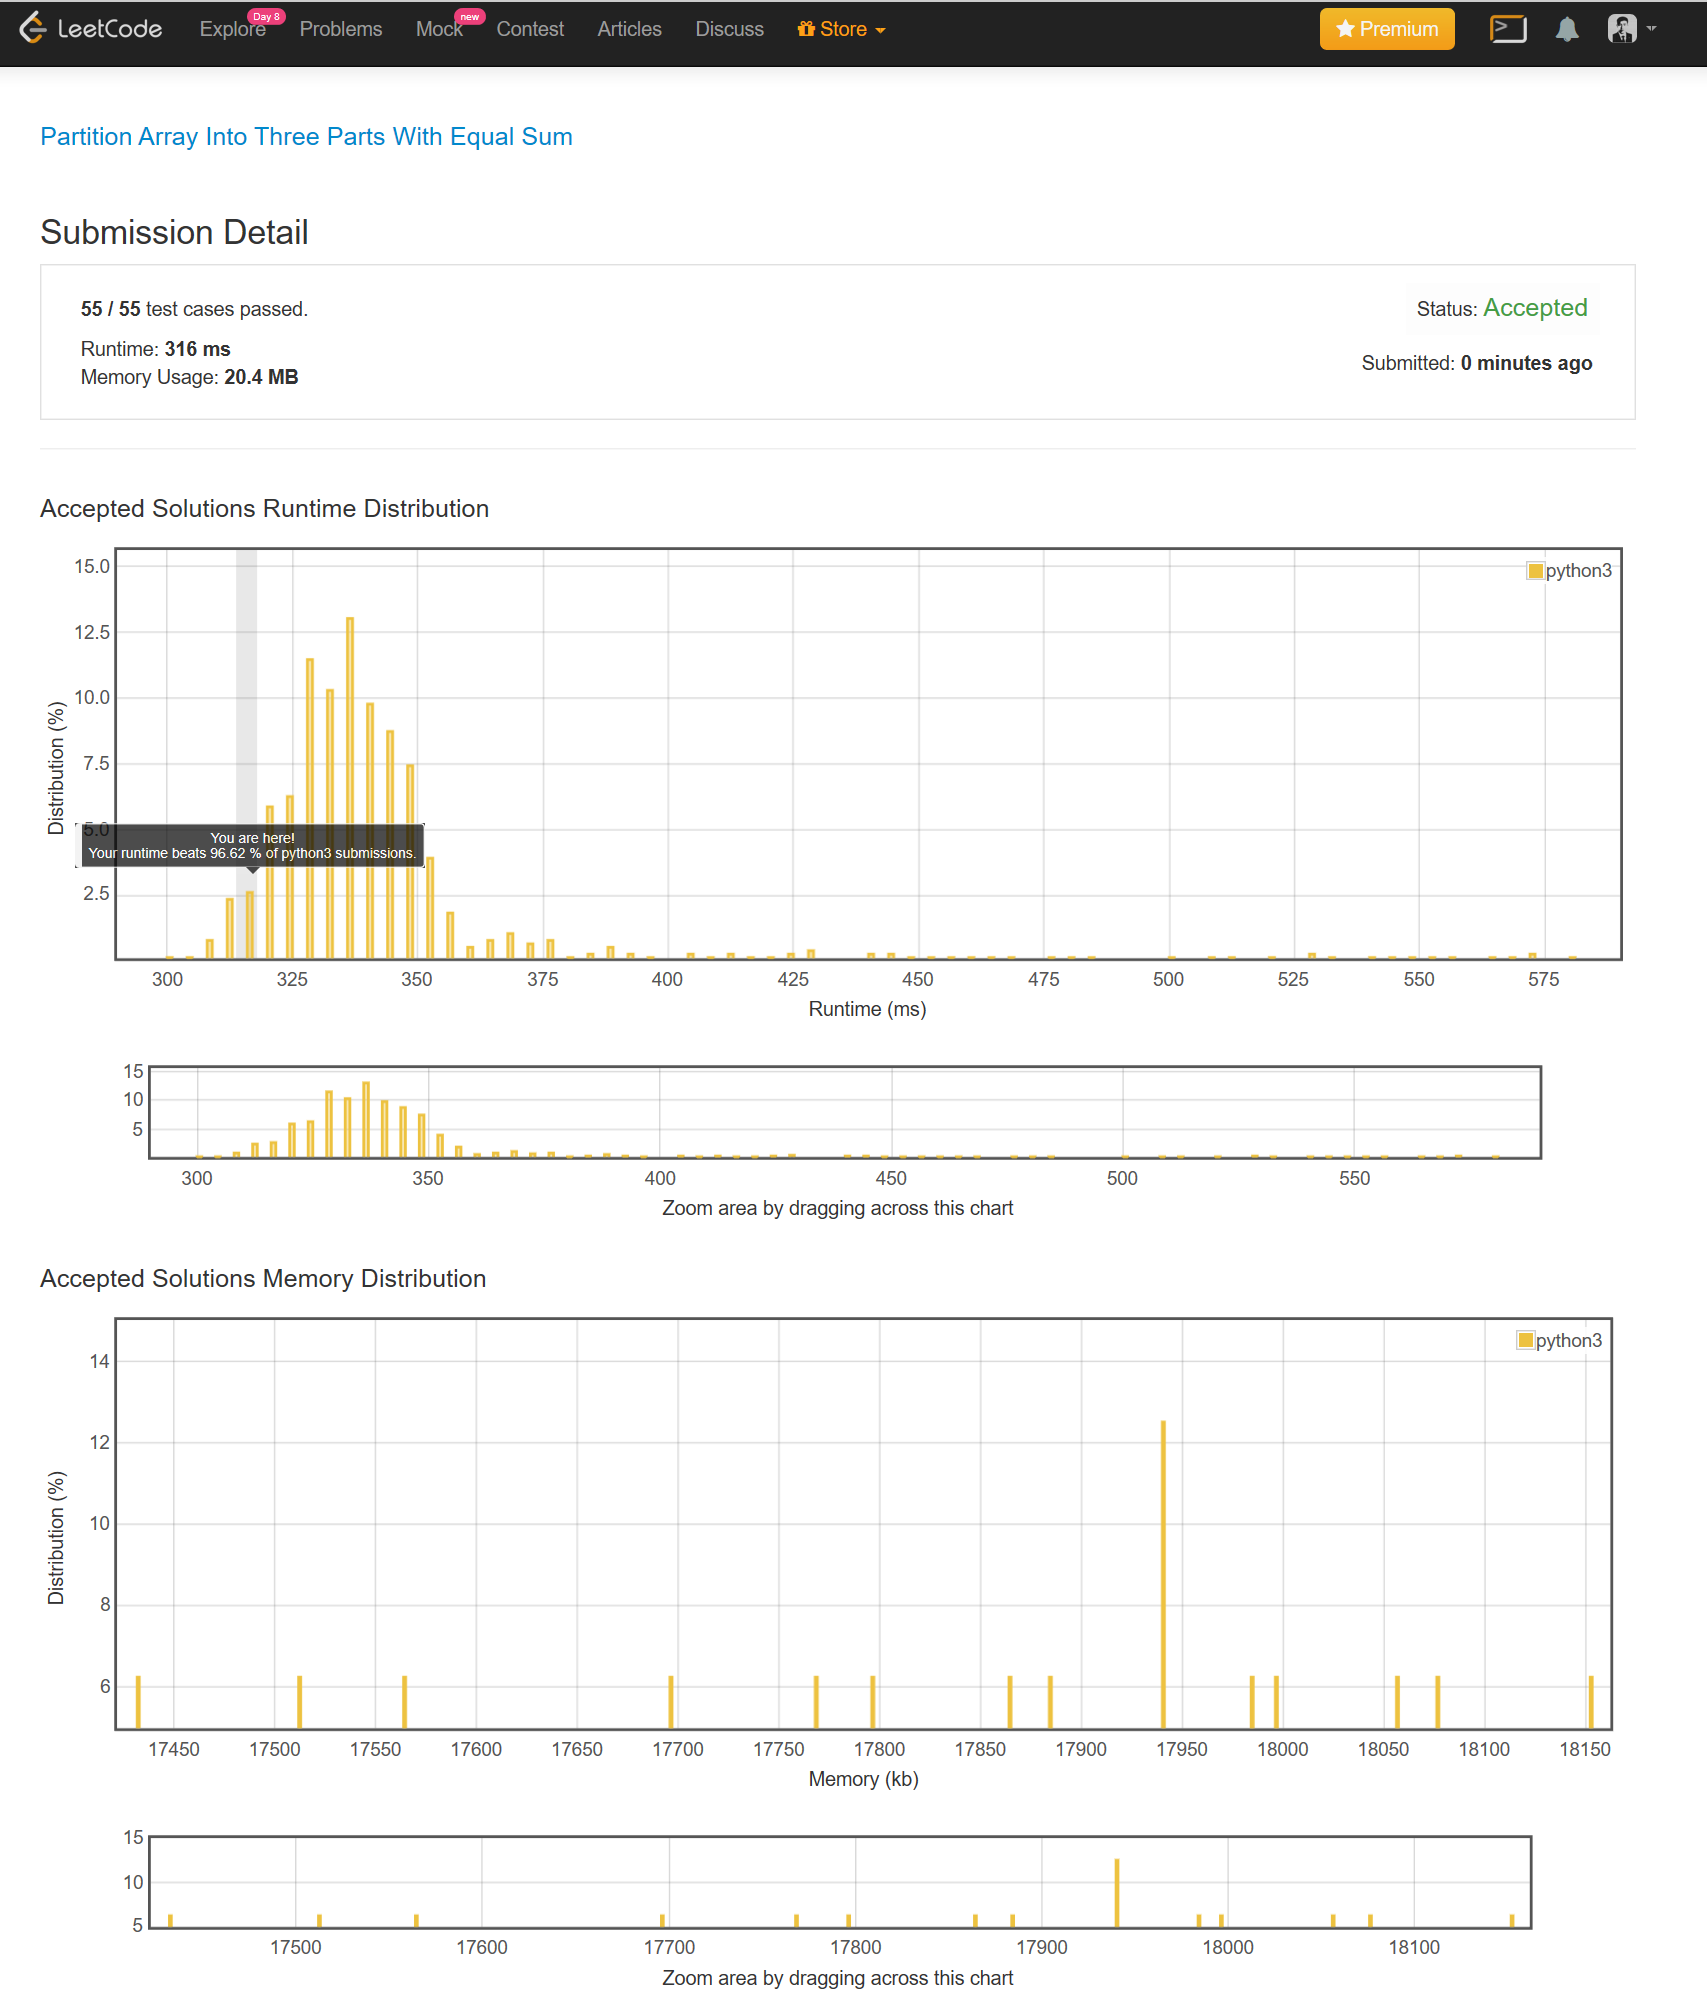 LeetCode Explore Day 8 Problems Mock new Contest Articles Discuss Store Premium
Partition Array Into Three Parts With Equal Sum
Submission Detail
55 / 55 test cases passed.
Status: Accepted
Runtime: 316 ms
Submitted: 0 minutes ago
Memory Usage: 20.4 MB
Accepted Solutions Runtime Distribution
python3
15.0
12.5
10.0
7.5
5.0
2.5
Distribution (%)
You are here!
Your runtime beats 96.62 % of python3 submissions.
300 325 350 375 400 425 450 475 500 525 550 575
Runtime (ms)
15
10
5
300 350 400 450 500 550
Zoom area by dragging across this chart
Accepted Solutions Memory Distribution
python3
14
12
10
8
6
Distribution (%)
17450 17500 17550 17600 17650 17700 17750 17800 17850 17900 17950 18000 18050 18100 18150
Memory (kb)
15
10
5
17500 17600 17700 17800 17900 18000 18100
Zoom area by dragging across this chart